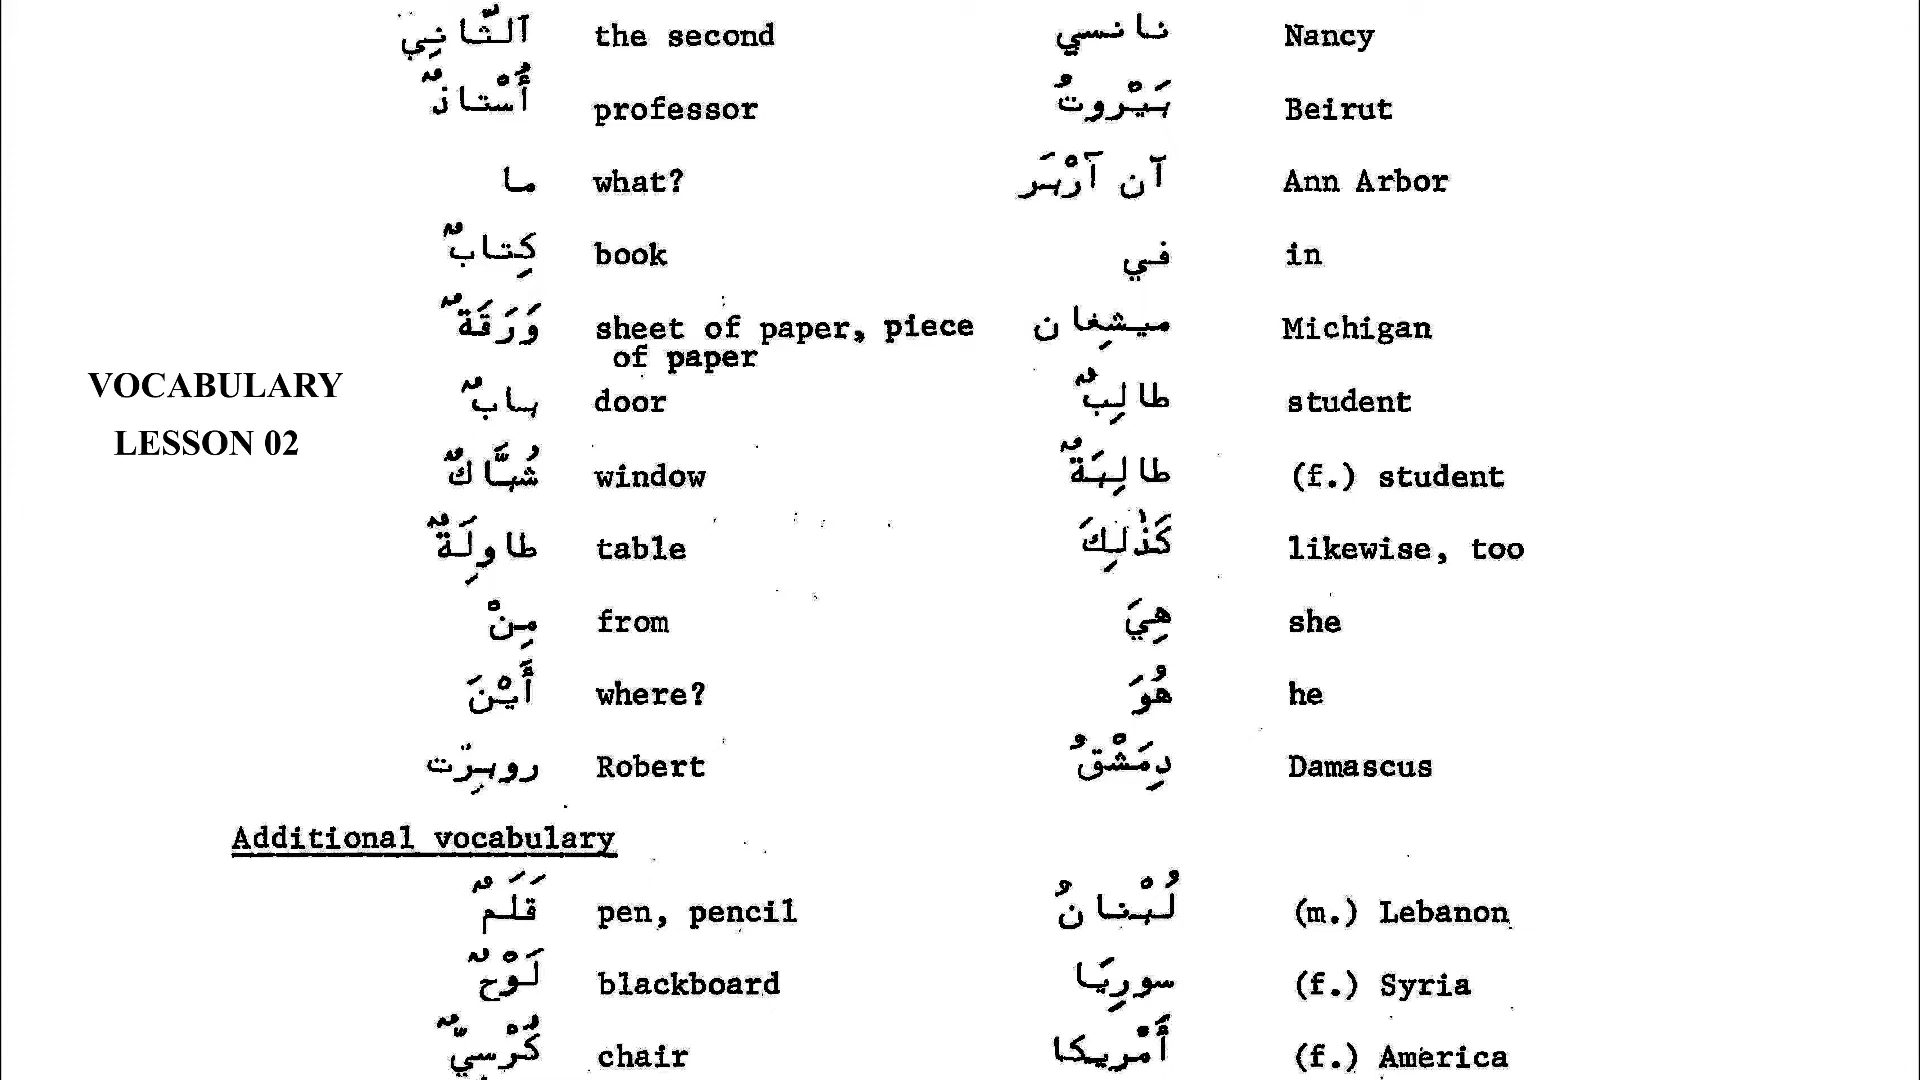 اَلثَّانِي the second
نانسي Nancy
أُسْتاذٌ professor
بَيْروتُ Beirut
ما what?
آن آرْبَر Ann Arbor
كِتابٌ book
في in
وَرَقَةٌ sheet of paper, piece
of paper
ميشِغان Michigan
VOCABULARY
LESSON 02
بابٌ door
طالِبٌ student
شُبَّاكٌ window
طالِبَةٌ (f.) student
طاوِلَةٌ table
كَذٰلِكَ likewise, too
مِنْ from
هِيَ she
أَيْنَ where?
هُوَ he
روبِرْت Robert
دِمَشْقُ Damascus
Additional vocabulary
قَلَمٌ pen, pencil
لُبْنانُ (m.) Lebanon
لَوْحٌ blackboard
سورِيَا (f.) Syria
كُرْسِيٌّ chair
أَمْريكا (f.) America